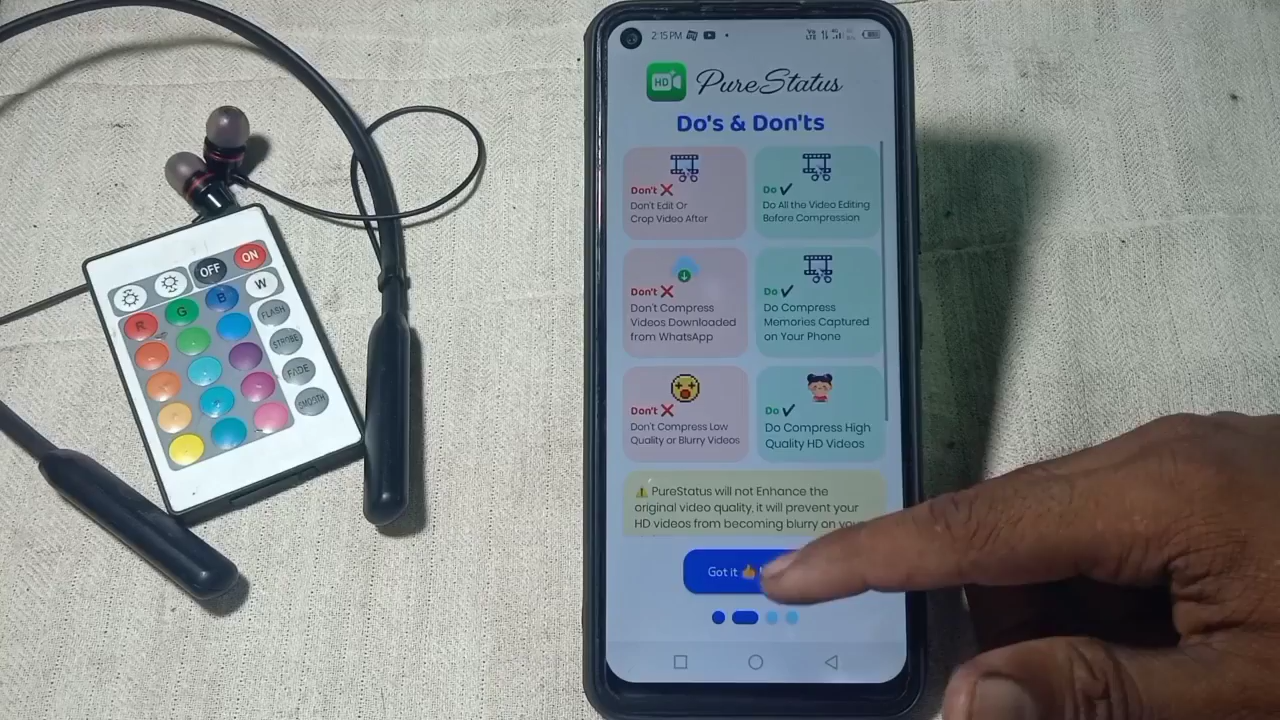 2:15 PM
HD PureStatus
Do's & Don'ts
Don't ❌
Don't Edit Or
Crop Video After
Do ✔
Do All the Video Editing
Before Compression
Don't ❌
Don't Compress
Videos Downloaded
from WhatsApp
Do ✔
Do Compress
Memories Captured
on Your Phone
Don't ❌
Don't Compress Low
Quality or Blurry Videos
Do ✔
Do Compress High
Quality HD Videos
⚠️ PureStatus will not Enhance the
original video quality, it will prevent your
HD videos from becoming blurry on
Got it 👍
OFF ON
W
R G B FLASH
STROBE
FADE
SMOOTH